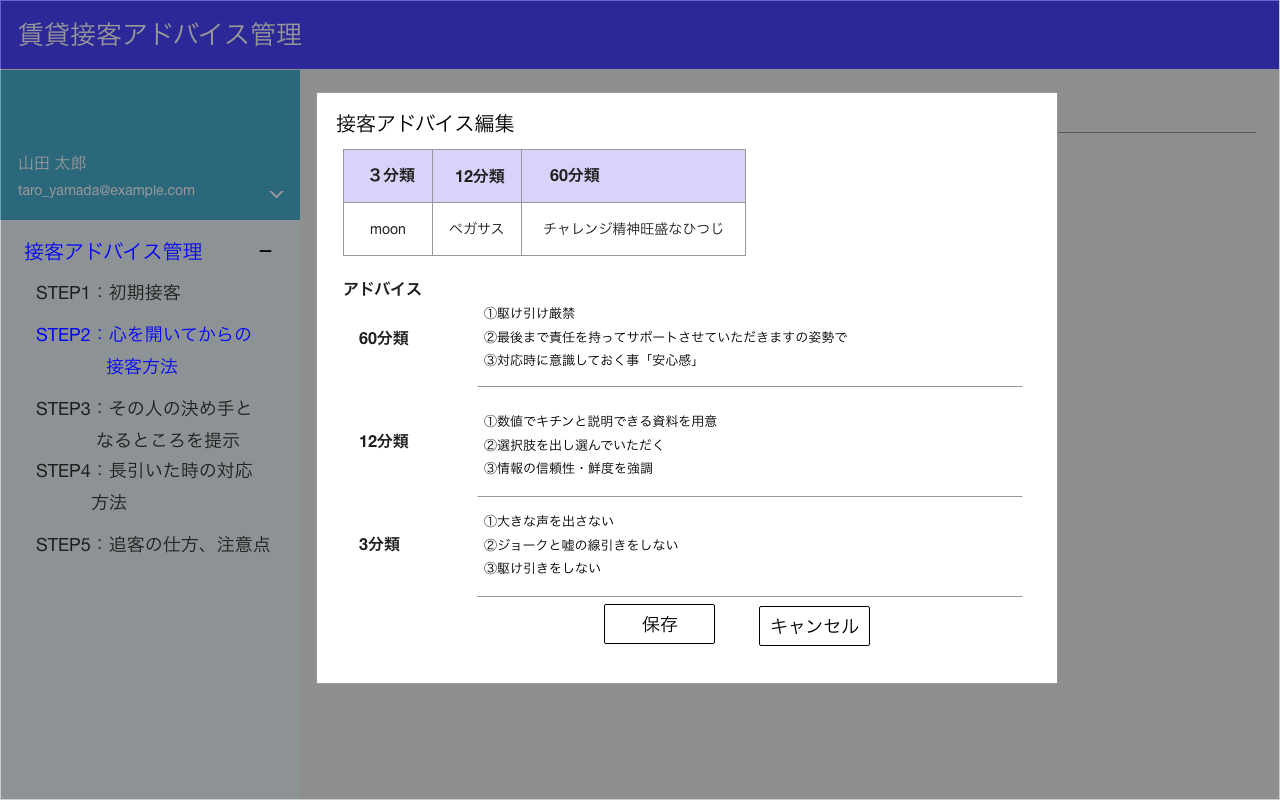 賃貸接客アドバイス管理
山田 太郎
taro_yamada@example.com
接客アドバイス管理
STEP1：初期接客
STEP2：心を開いてからの
接客方法
STEP3：その人の決め手と
なるところを提示
STEP4：長引いた時の対応
方法
STEP5：追客の仕方、注意点
接客アドバイス編集
３分類 12分類 60分類
moon ペガサス チャレンジ精神旺盛なひつじ
アドバイス
60分類
①駆け引け厳禁
②最後まで責任を持ってサポートさせていただきますの姿勢で
③対応時に意識しておく事「安心感」
12分類
①数値でキチンと説明できる資料を用意
②選択肢を出し選んでいただく
③情報の信頼性・鮮度を強調
3分類
①大きな声を出さない
②ジョークと嘘の線引きをしない
③駆け引きをしない
保存 キャンセル